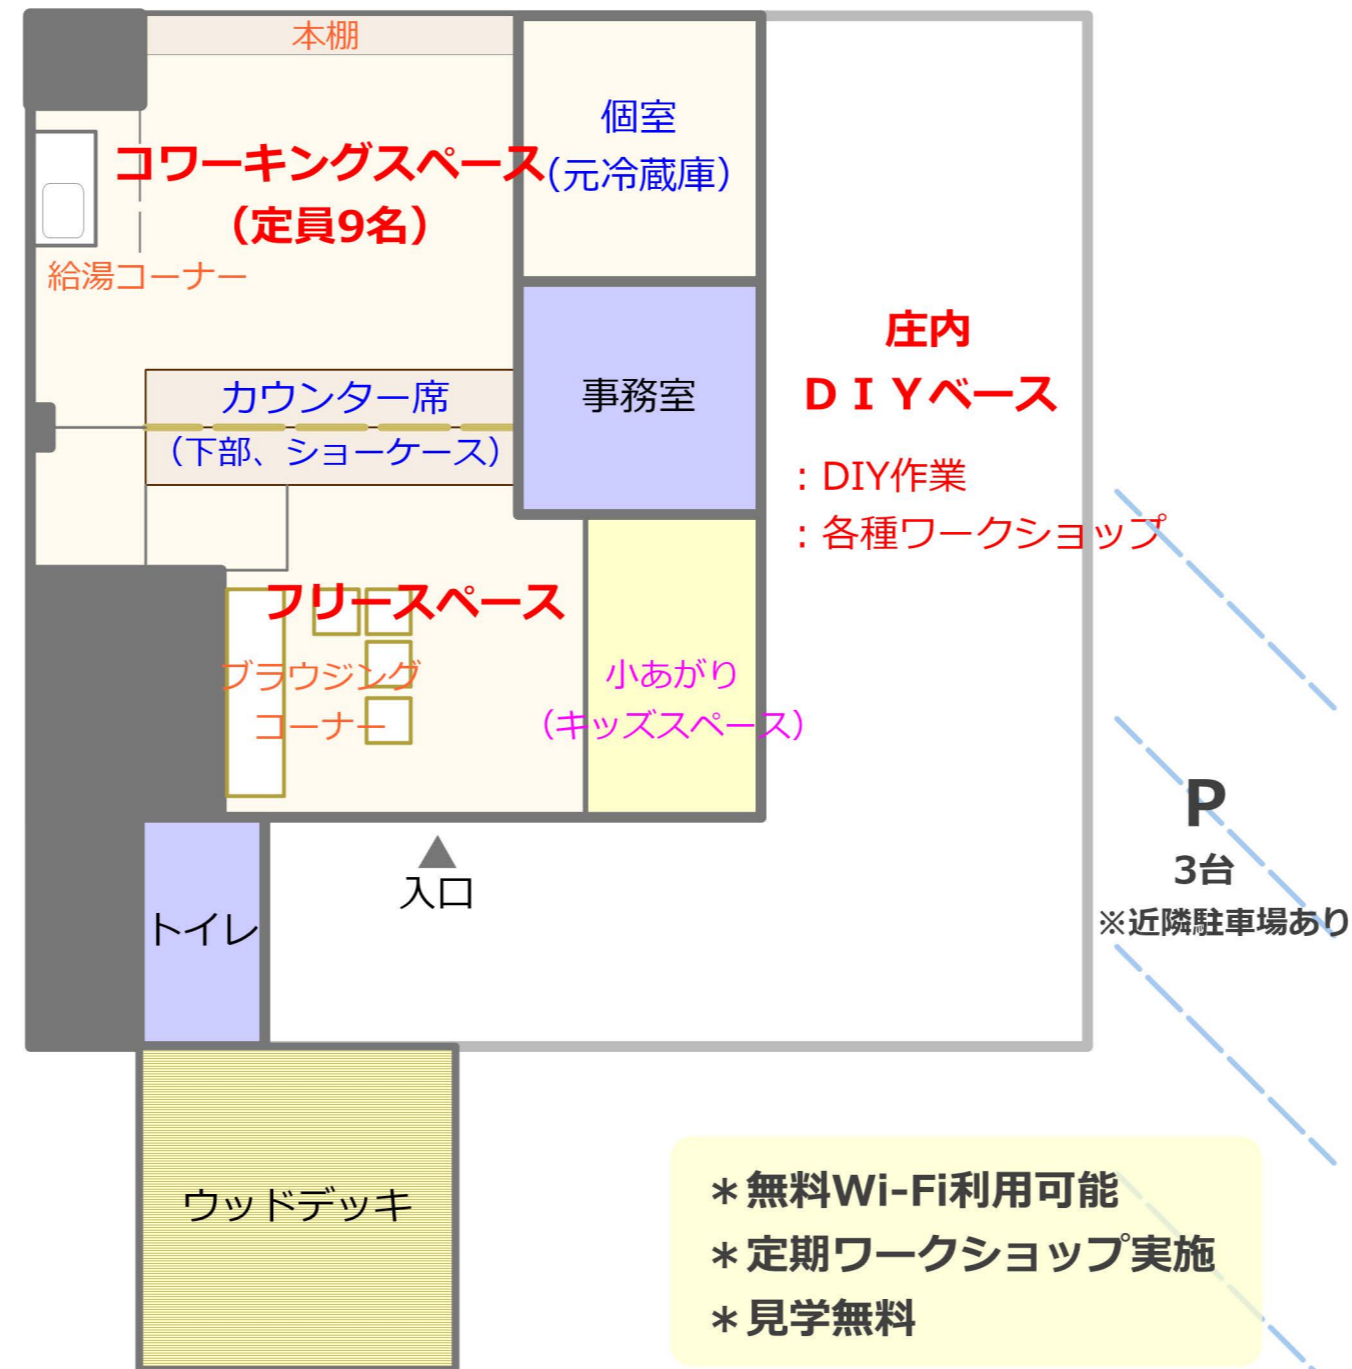 本棚
コワーキングスペース
（定員9名）
給湯コーナー
個室
（元冷蔵庫）
カウンター席
（下部、ショーケース）
事務室
庄内
ＤＩＹベース
：DIY作業
：各種ワークショップ
フリースペース
ブラウジング
コーナー
小あがり
（キッズスペース）
入口
トイレ
P
3台
※近隣駐車場あり
ウッドデッキ
＊無料Wi-Fi利用可能
＊定期ワークショップ実施
＊見学無料